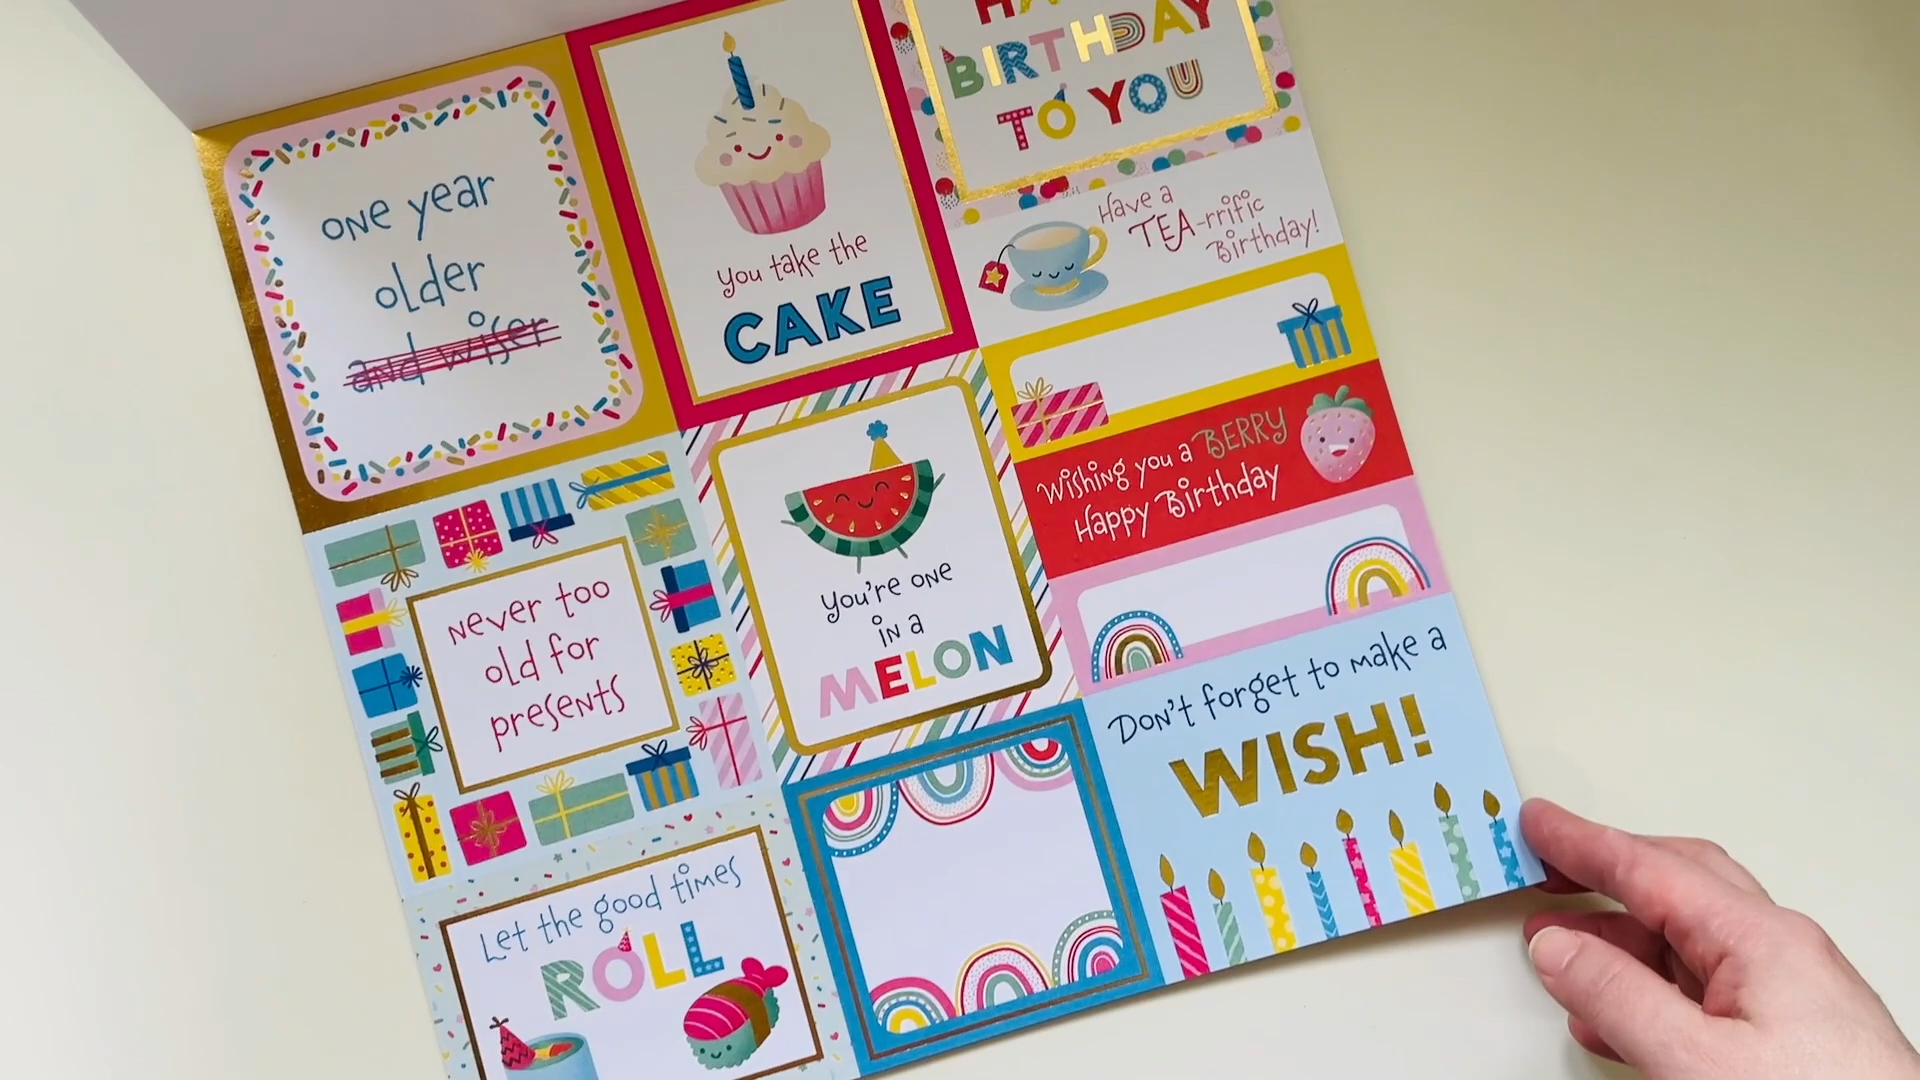 one year
older
and wiser
You take the
CAKE
BIRTHDAY
TO YOU
Have a
TEA-rrific
Birthday!
Wishing you a BERRY
Happy Birthday
never too
old for
presents
You're one
in a
MELON
Don't forget to make a
WISH!
Let the good times
ROLL